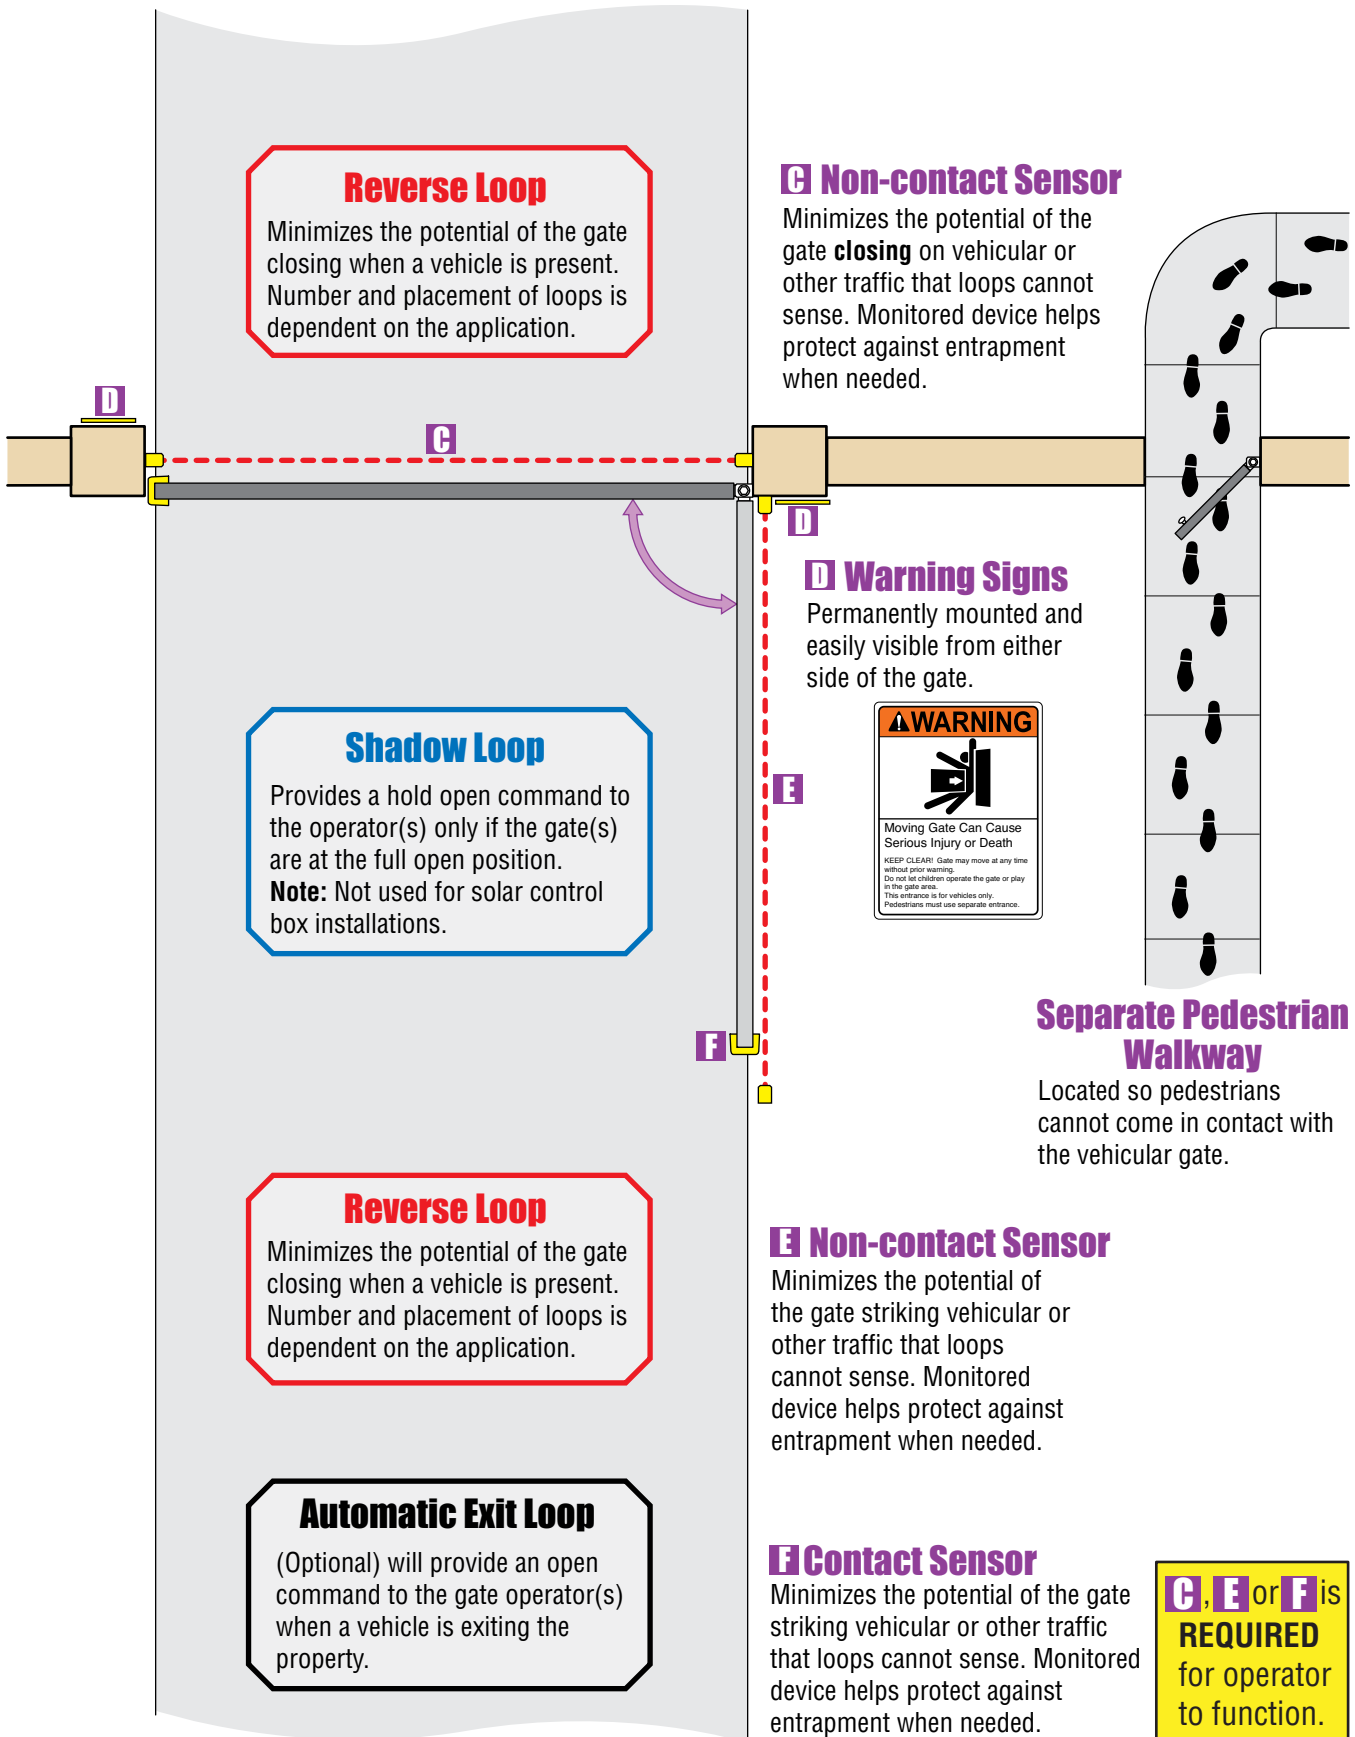 Reverse Loop
Minimizes the potential of the gate
closing when a vehicle is present.
Number and placement of loops is
dependent on the application.
C Non-contact Sensor
Minimizes the potential of the
gate closing on vehicular or
other traffic that loops cannot
sense. Monitored device helps
protect against entrapment
when needed.
D
C
D
D Warning Signs
Permanently mounted and
easily visible from either
side of the gate.
WARNING
Moving Gate Can Cause
Serious Injury or Death
KEEP CLEAR! Gate may move at any time
without prior warning.
Do not let children operate the gate or play
in the gate area.
This entrance is for vehicles only.
Pedestrians must use separate entrance.
Shadow Loop
Provides a hold open command to
the operator(s) only if the gate(s)
are at the full open position.
Note: Not used for solar control
box installations.
E
F
Separate Pedestrian
Walkway
Located so pedestrians
cannot come in contact with
the vehicular gate.
Reverse Loop
Minimizes the potential of the gate
closing when a vehicle is present.
Number and placement of loops is
dependent on the application.
E Non-contact Sensor
Minimizes the potential of
the gate striking vehicular or
other traffic that loops
cannot sense. Monitored
device helps protect against
entrapment when needed.
Automatic Exit Loop
(Optional) will provide an open
command to the gate operator(s)
when a vehicle is exiting the
property.
F Contact Sensor
Minimizes the potential of the gate
striking vehicular or other traffic
that loops cannot sense. Monitored
device helps protect against
entrapment when needed.
C, E or F is
REQUIRED
for operator
to function.